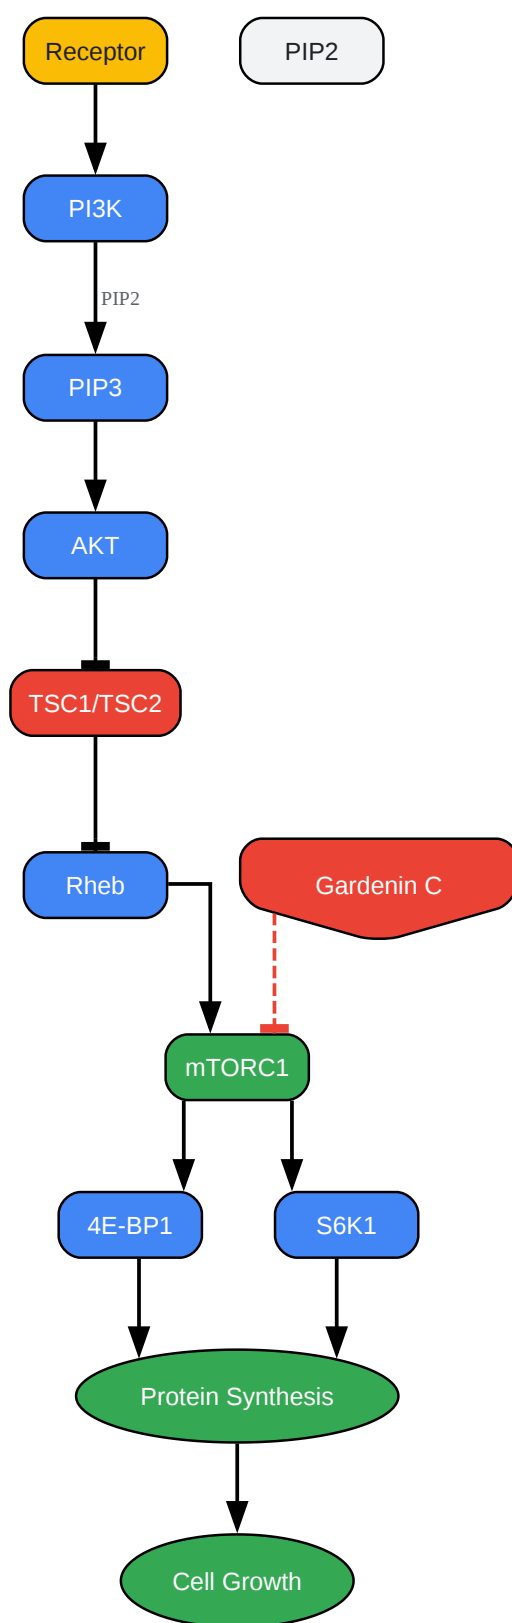 Receptor
PIP2
PI3K
PIP2
PIP3
AKT
TSC1/TSC2
Rheb
Gardenin C
mTORC1
4E-BP1
S6K1
Protein Synthesis
Cell Growth